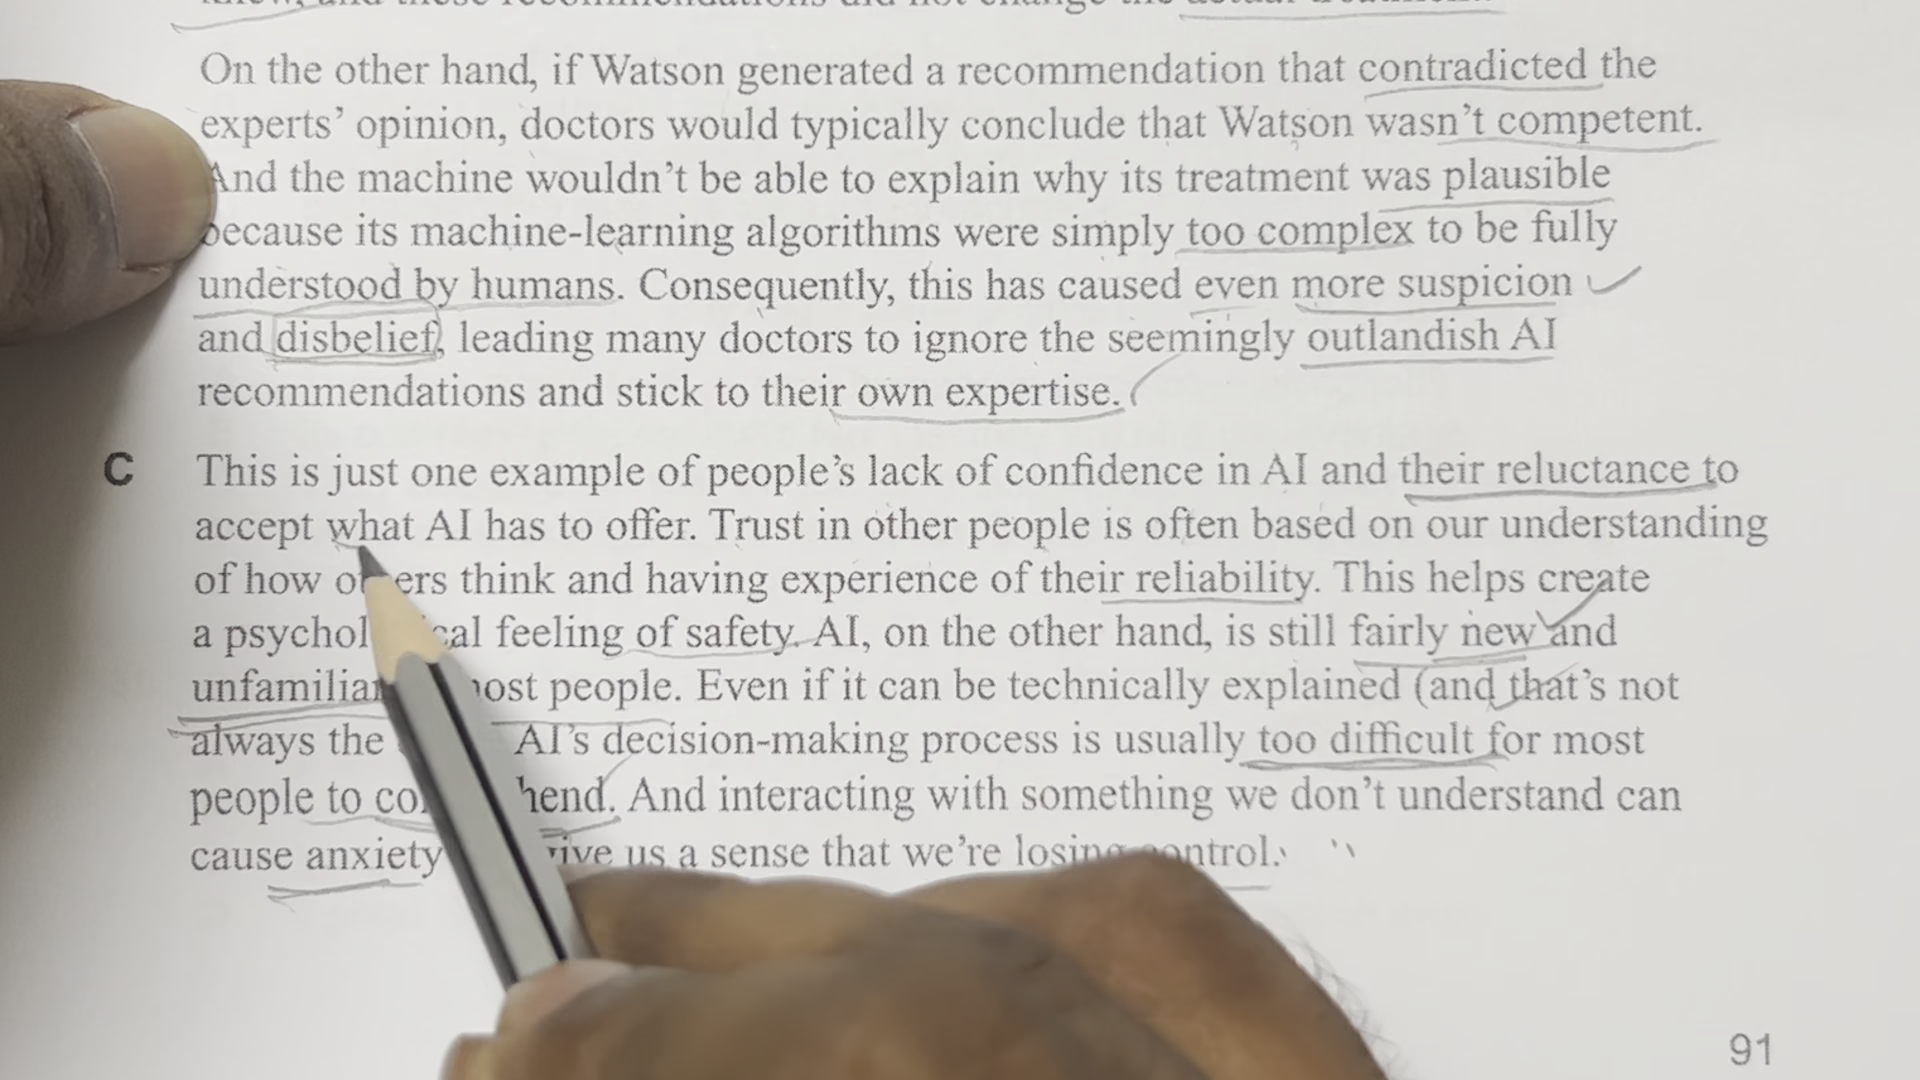 On the other hand, if Watson generated a recommendation that contradicted the
experts' opinion, doctors would typically conclude that Watson wasn't competent.
And the machine wouldn't be able to explain why its treatment was plausible
because its machine-learning algorithms were simply too complex to be fully
understood by humans. Consequently, this has caused even more suspicion
and disbelief, leading many doctors to ignore the seemingly outlandish AI
recommendations and stick to their own expertise.
C This is just one example of people's lack of confidence in AI and their reluctance to
accept what AI has to offer. Trust in other people is often based on our understanding
of how others think and having experience of their reliability. This helps create
a psychological feeling of safety. AI, on the other hand, is still fairly new and
unfamiliar most people. Even if it can be technically explained (and that's not
always the AI's decision-making process is usually too difficult for most
people to comprehend. And interacting with something we don't understand can
cause anxiety give us a sense that we're losing control.
91